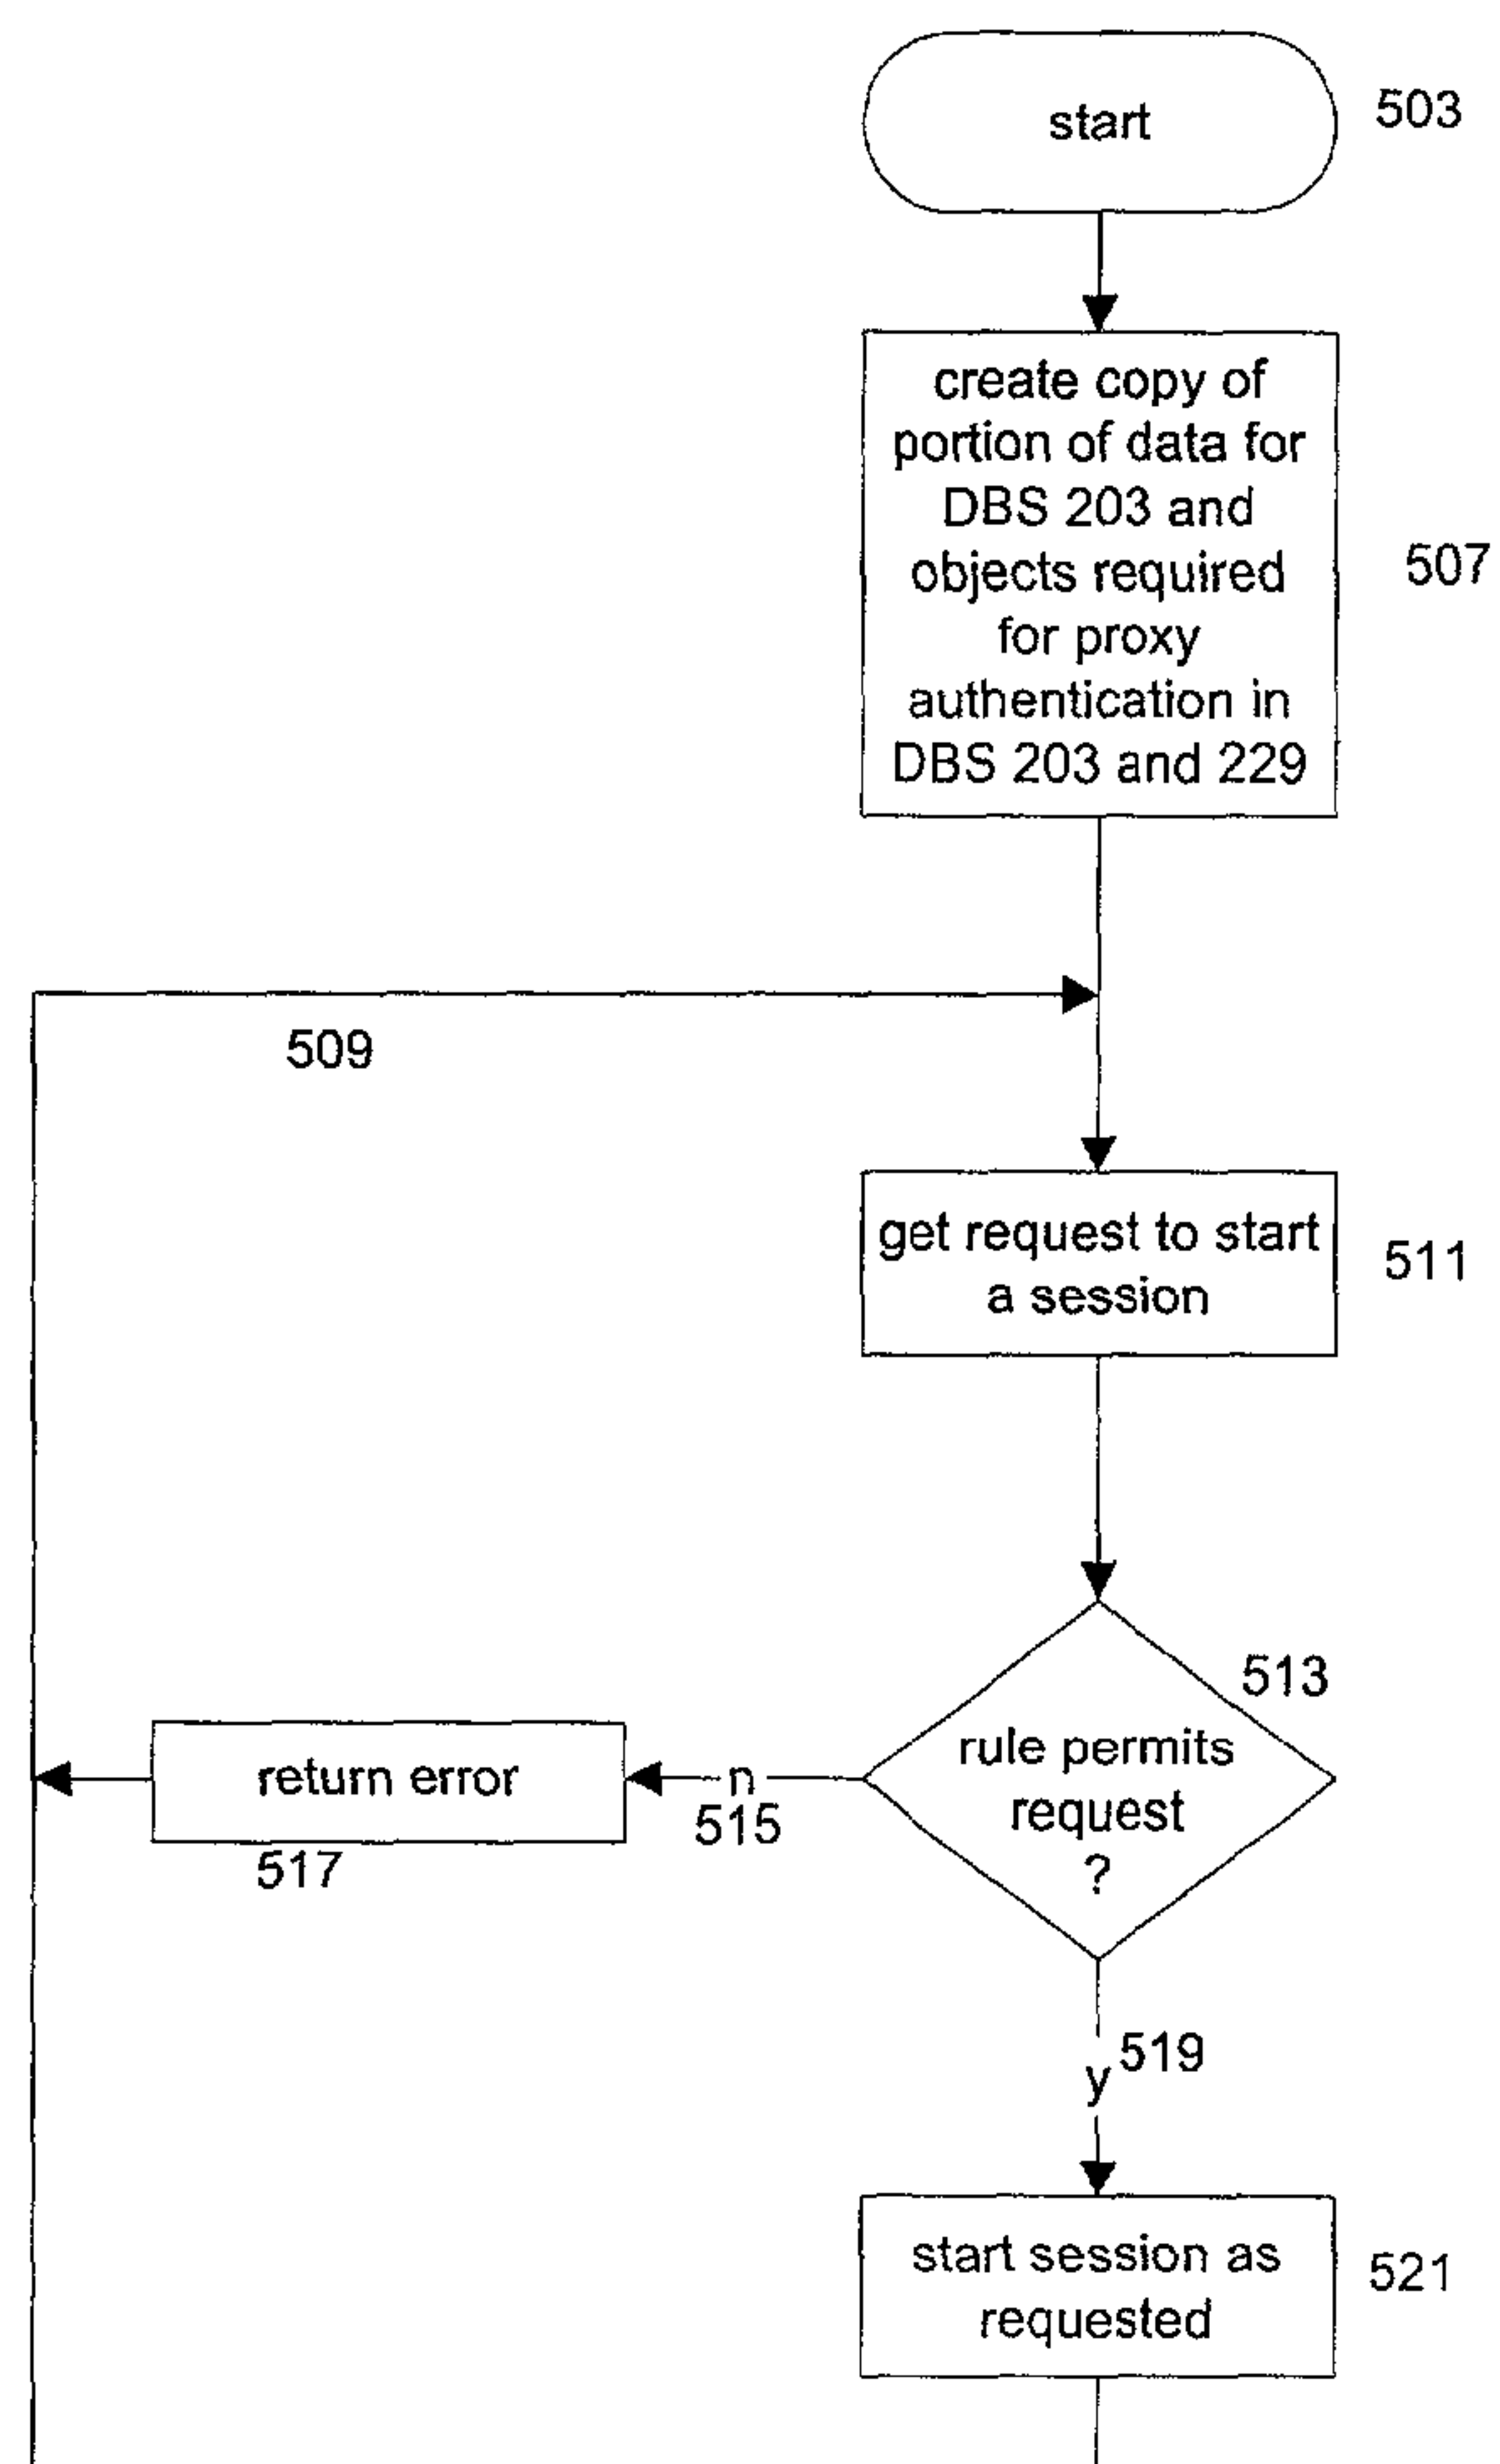 start
503
create copy of
portion of data for
DBS 203 and
objects required
for proxy
authentication in
DBS 203 and 229
507
509
get request to start
a session
511
513
rule permits
request
?
n
515
return error
517
519
y
start session as
requested
521